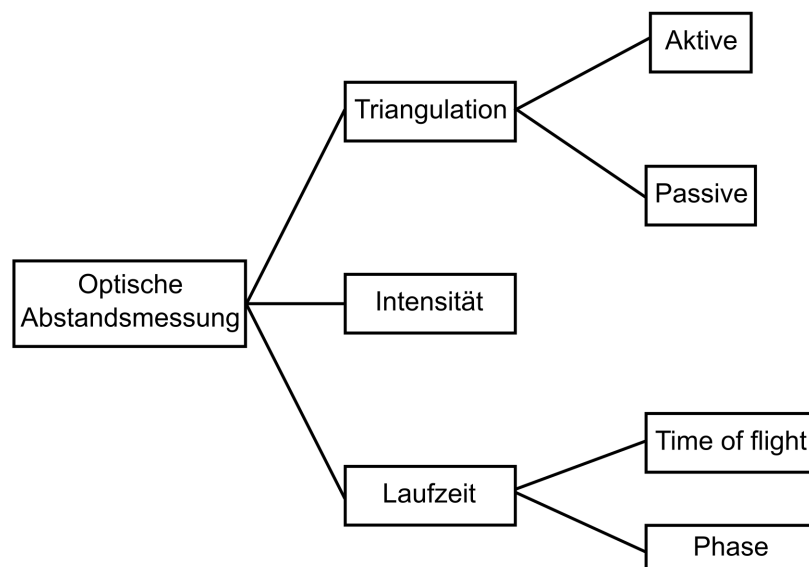 Aktive
Triangulation
Passive
Optische
Abstandsmessung
Intensität
Time of flight
Laufzeit
Phase